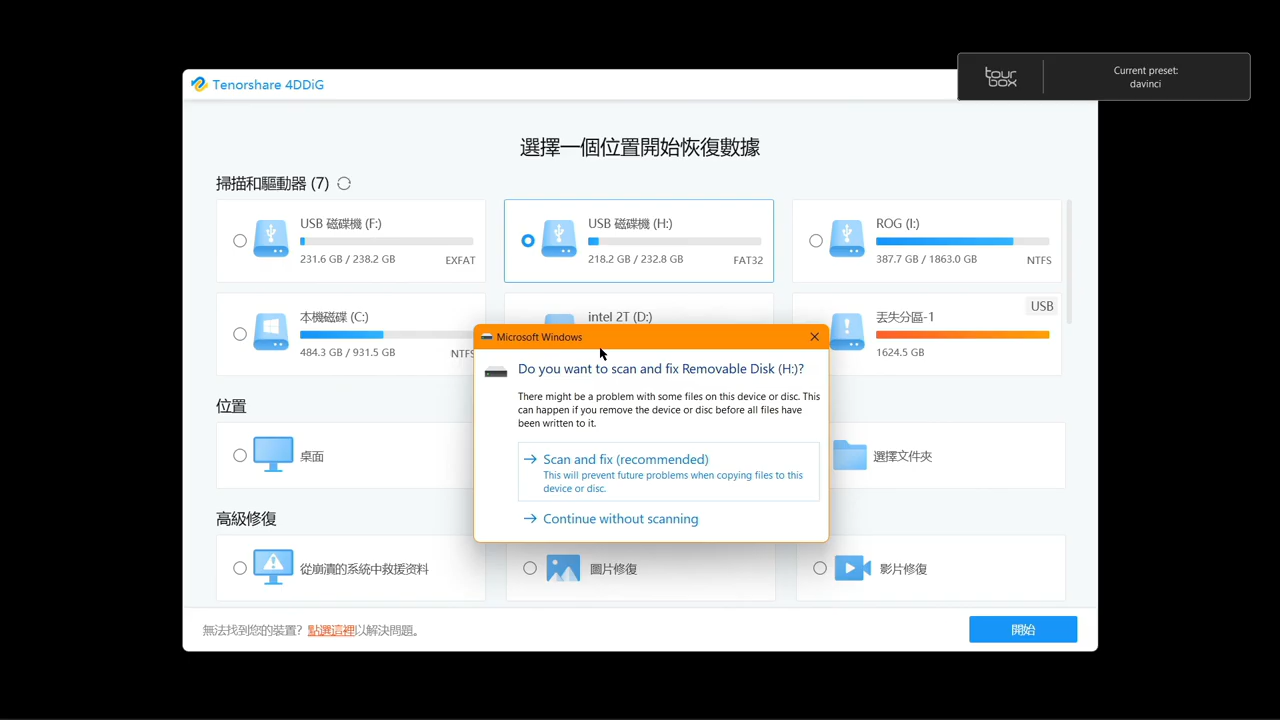 Tenorshare 4DDiG
tour box
Current preset:
davinci
選擇一個位置開始恢復數據
掃描和驅動器 (7)
USB 磁碟機 (F:)
231.6 GB / 238.2 GB
EXFAT
USB 磁碟機 (H:)
218.2 GB / 232.8 GB
FAT32
ROG (I:)
387.7 GB / 1863.0 GB
NTFS
本機磁碟 (C:)
484.3 GB / 931.5 GB
NTFS
intel 2T (D:)
USB
丟失分區-1
1624.5 GB
Microsoft Windows
Do you want to scan and fix Removable Disk (H:)?
There might be a problem with some files on this device or disc. This
can happen if you remove the device or disc before all files have
been written to it.
Scan and fix (recommended)
This will prevent future problems when copying files to this
device or disc.
Continue without scanning
位置
桌面
選擇文件夾
高級修復
從崩潰的系統中救援资料
圖片修復
影片修復
無法找到您的裝置? 點選這裡以解決問題。
開始